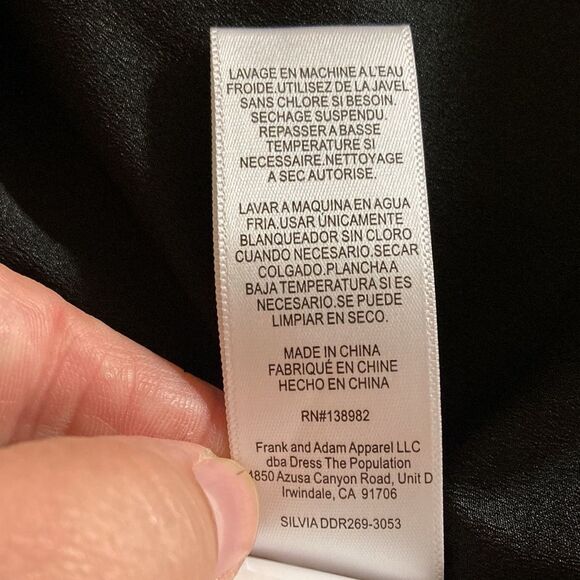 LAVAGE EN MACHINE A L'EAU
FROIDE.UTILISEZ DE LA JAVEL
SANS CHLORE SI BESOIN.
SECHAGE SUSPENDU.
REPASSER A BASSE
TEMPERATURE SI
NECESSAIRE.NETTOYAGE
A SEC AUTORISE.
LAVAR A MAQUINA EN AGUA
FRIA.USAR ÚNICAMENTE
BLANQUEADOR SIN CLORO
CUANDO NECESARIO.SECAR
COLGADO.PLANCHA A
BAJA TEMPERATURA SI ES
NECESARIO.SE PUEDE
LIMPIAR EN SECO.
MADE IN CHINA
FABRIQUÉ EN CHINE
HECHO EN CHINA
RN#138982
Frank and Adam Apparel LLC
dba Dress The Population
4850 Azusa Canyon Road, Unit D
Irwindale, CA 91706
SILVIA DDR269-3053